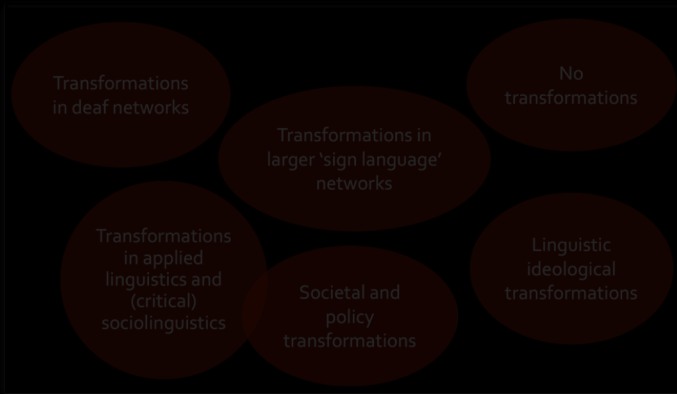 Transformations
in deaf networks
No
transformations
Transformations in
larger ‘sign language’
networks
Transformations
in applied
linguistics and
(critical)
sociolinguistics
Societal and
policy
transformations
Linguistic
ideological
transformations